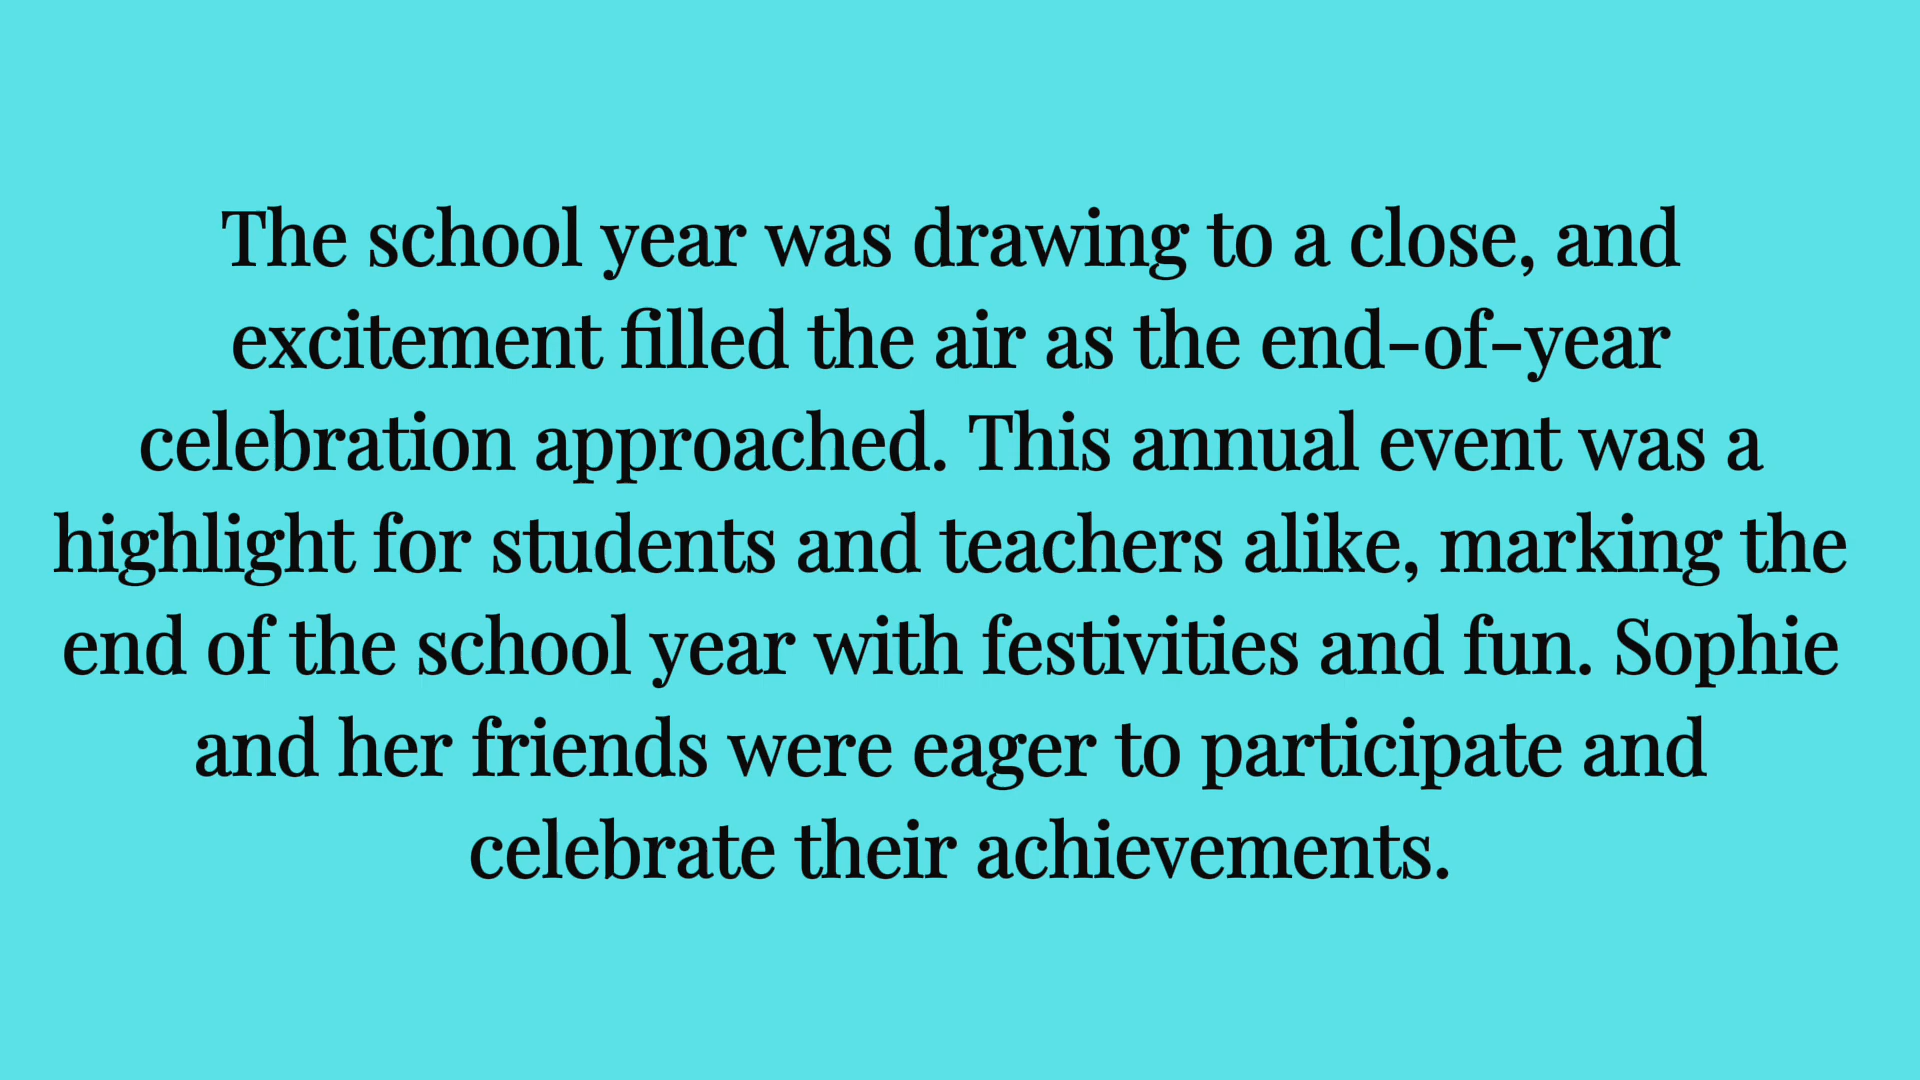 The school year was drawing to a close, and
excitement filled the air as the end-of-year
celebration approached. This annual event was a
highlight for students and teachers alike, marking the
end of the school year with festivities and fun. Sophie
and her friends were eager to participate and
celebrate their achievements.